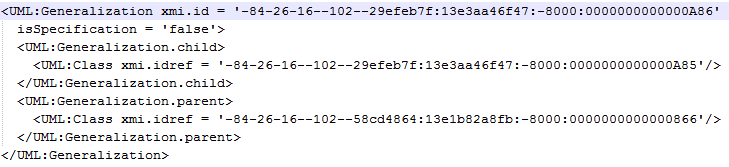 <UML:Generalization xmi.id = '-84-26-16--102--29efeb7f:13e3aa46f47:-8000:0000000000000A86'
isSpecification = 'false'>
<UML:Generalization.child>
<UML:Class xmi.idref = '-84-26-16--102--29efeb7f:13e3aa46f47:-8000:0000000000000A85'/>
</UML:Generalization.child>
<UML:Generalization.parent>
<UML:Class xmi.idref = '-84-26-16--102--58cd4864:13e1b82a8fb:-8000:0000000000000866'/>
</UML:Generalization.parent>
</UML:Generalization>